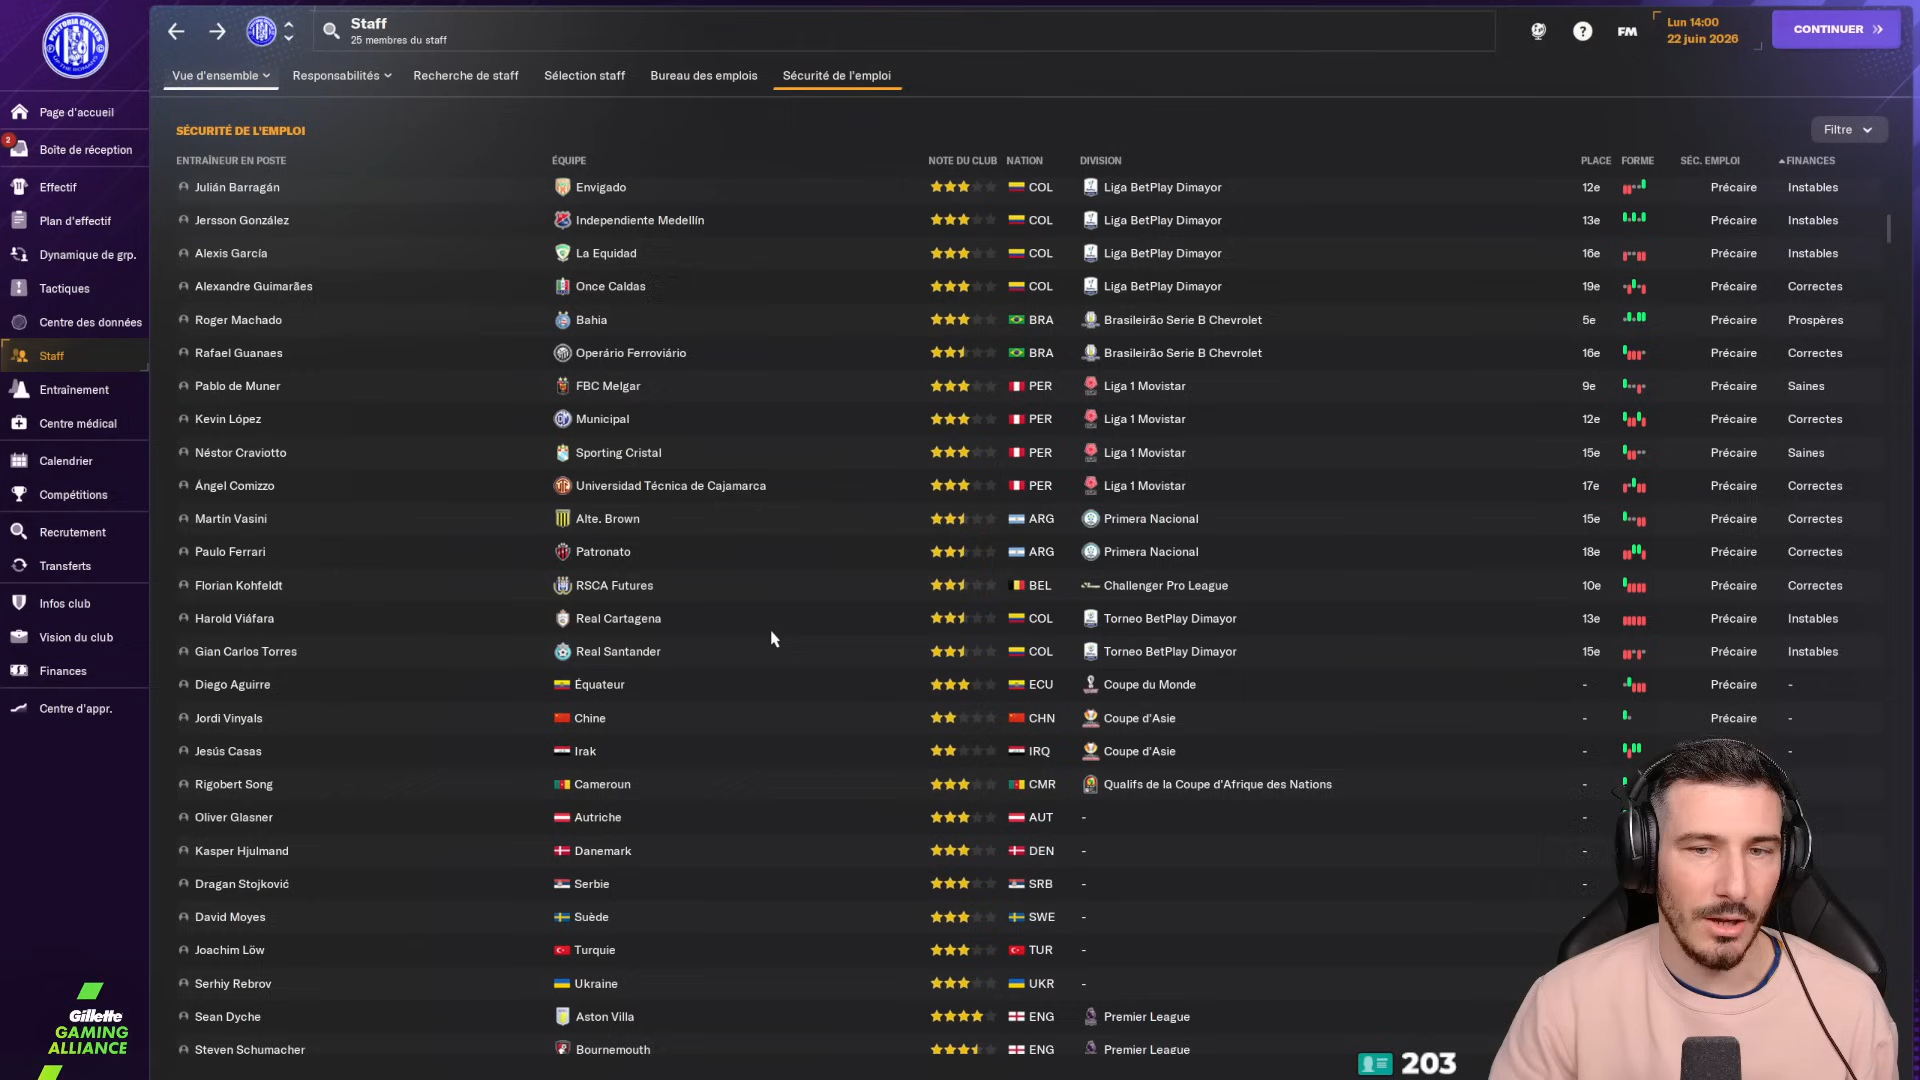 Staff
25 membres du staff
FM
Lun 14:00
22 juin 2026
CONTINUER
Vue d'ensemble
Responsabilités
Recherche de staff
Sélection staff
Bureau des emplois
Sécurité de l'emploi
Page d'accueil
2
Boîte de réception
Effectif
Plan d'effectif
Dynamique de grp.
Tactiques
Centre des données
Staff
Entraînement
Centre médical
Calendrier
Compétitions
Recrutement
Transferts
Infos club
Vision du club
Finances
Centre d'appr.
Gillette
GAMING
ALLIANCE
SÉCURITÉ DE L'EMPLOI
Filtre
ENTRAÎNEUR EN POSTE ÉQUIPE NOTE DU CLUB NATION DIVISION PLACE FORME SÉC. EMPLOI FINANCES
Julián Barragán Envigado COL Liga BetPlay Dimayor 12e Précaire Instables
Jersson González Independiente Medellín COL Liga BetPlay Dimayor 13e Précaire Instables
Alexis García La Equidad COL Liga BetPlay Dimayor 16e Précaire Instables
Alexandre Guimarães Once Caldas COL Liga BetPlay Dimayor 19e Précaire Correctes
Roger Machado Bahia BRA Brasileirão Serie B Chevrolet 5e Précaire Prospères
Rafael Guanaes Operário Ferroviário BRA Brasileirão Serie B Chevrolet 16e Précaire Correctes
Pablo de Muner FBC Melgar PER Liga 1 Movistar 9e Précaire Saines
Kevin López Municipal PER Liga 1 Movistar 12e Précaire Correctes
Néstor Craviotto Sporting Cristal PER Liga 1 Movistar 15e Précaire Saines
Ángel Comizzo Universidad Técnica de Cajamarca PER Liga 1 Movistar 17e Précaire Correctes
Martín Vasini Alte. Brown ARG Primera Nacional 15e Précaire Correctes
Paulo Ferrari Patronato ARG Primera Nacional 18e Précaire Correctes
Florian Kohfeldt RSCA Futures BEL Challenger Pro League 10e Précaire Correctes
Harold Viáfara Real Cartagena COL Torneo BetPlay Dimayor 13e Précaire Instables
Gian Carlos Torres Real Santander COL Torneo BetPlay Dimayor 15e Précaire Instables
Diego Aguirre Équateur ECU Coupe du Monde - Précaire -
Jordi Vinyals Chine CHN Coupe d'Asie - Précaire -
Jesús Casas Irak IRQ Coupe d'Asie - -
Rigobert Song Cameroun CMR Qualifs de la Coupe d'Afrique des Nations -
Oliver Glasner Autriche AUT - -
Kasper Hjulmand Danemark DEN - -
Dragan Stojković Serbie SRB - -
David Moyes Suède SWE - -
Joachim Löw Turquie TUR - -
Serhiy Rebrov Ukraine UKR -
Sean Dyche Aston Villa ENG Premier League
Steven Schumacher Bournemouth ENG Premier League
203